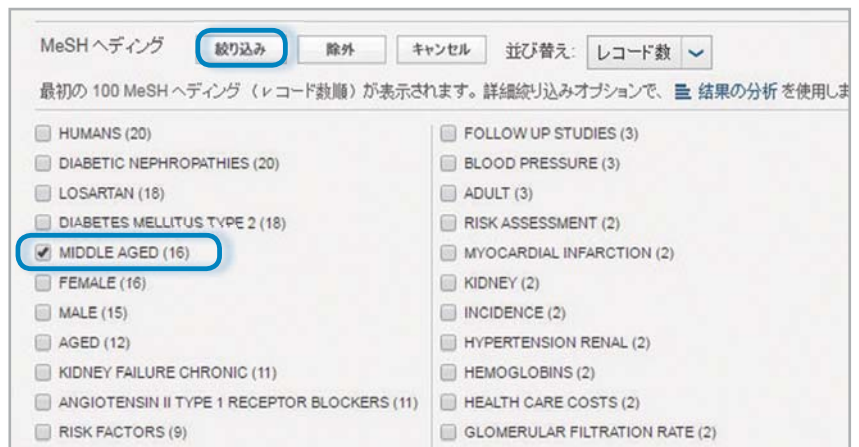 MeSH ヘディング 絞り込み 除外 キャンセル 並び替え: レコード数
最初の 100 MeSH ヘディング (レコード数順) が表示されます。詳細絞り込みオプションで、 結果の分析 を使用しま
HUMANS (20)
DIABETIC NEPHROPATHIES (20)
LOSARTAN (18)
DIABETES MELLITUS TYPE 2 (18)
MIDDLE AGED (16)
FEMALE (16)
MALE (15)
AGED (12)
KIDNEY FAILURE CHRONIC (11)
ANGIOTENSIN II TYPE 1 RECEPTOR BLOCKERS (11)
RISK FACTORS (9)
FOLLOW UP STUDIES (3)
BLOOD PRESSURE (3)
ADULT (3)
RISK ASSESSMENT (2)
MYOCARDIAL INFARCTION (2)
KIDNEY (2)
INCIDENCE (2)
HYPERTENSION RENAL (2)
HEMOGLOBINS (2)
HEALTH CARE COSTS (2)
GLOMERULAR FILTRATION RATE (2)